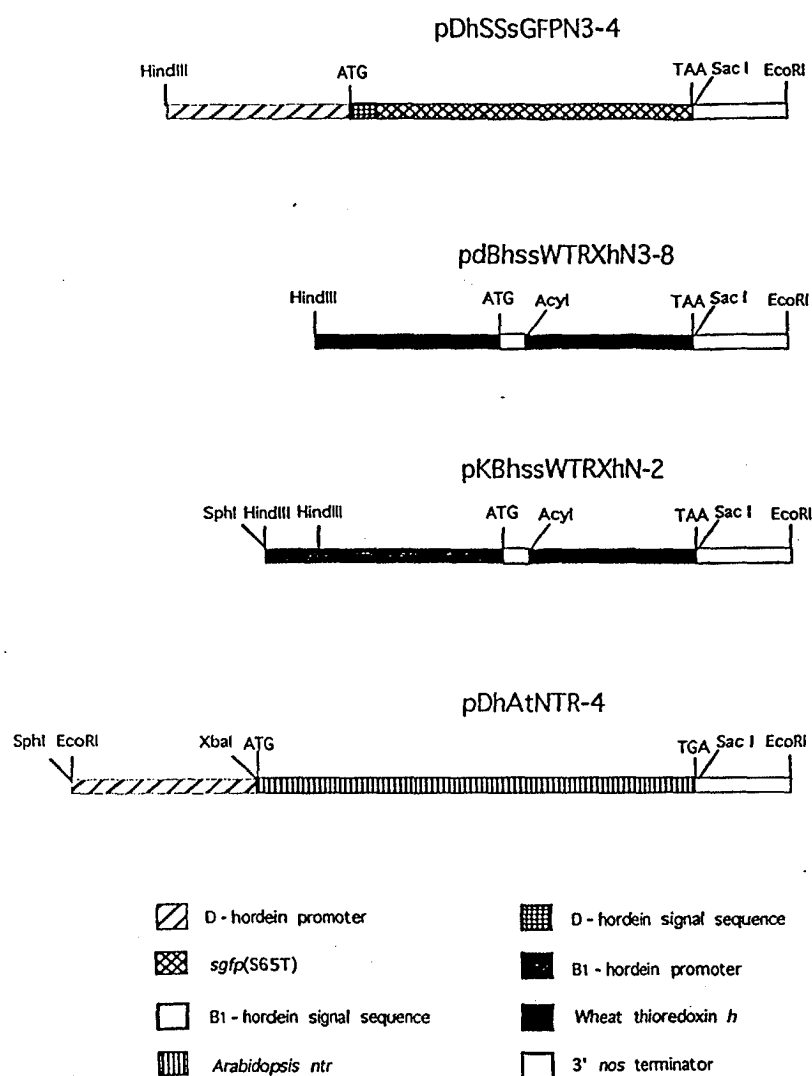 pDhSSsGFPN3-4
HindIII ATG TAA Sac I EcoRI
pdBhssWTRXhN3-8
HindIII ATG AcyI TAA Sac I EcoRI
pKBhssWTRXhN-2
SphI HindIII HindIII ATG AcyI TAA Sac I EcoRI
pDhAtNTR-4
SphI EcoRI XbaI ATG TGA Sac I EcoRI
D - hordein promoter
D - hordein signal sequence
sgfp(S65T)
B1 - hordein promoter
B1 - hordein signal sequence
Wheat thioredoxin h
Arabidopsis ntr
3' nos terminator